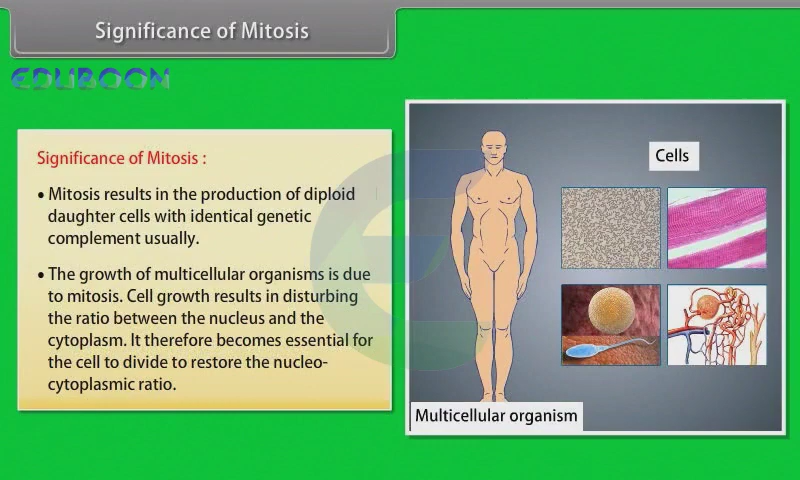 Significance of Mitosis
EDUBOON
Significance of Mitosis :
• Mitosis results in the production of diploid
daughter cells with identical genetic
complement usually.
• The growth of multicellular organisms is due
to mitosis. Cell growth results in disturbing
the ratio between the nucleus and the
cytoplasm. It therefore becomes essential for
the cell to divide to restore the nucleo-
cytoplasmic ratio.
Cells
Multicellular organism